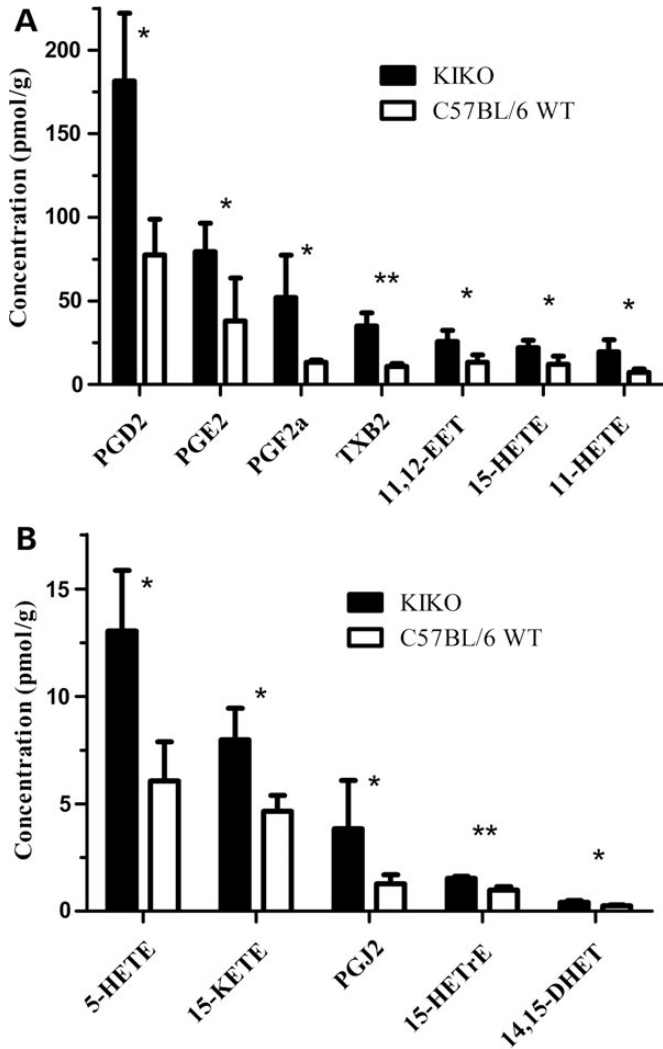 A
Concentration (pmol/g)
200
150
100
50
0
KIKO
C57BL/6 WT
*
*
*
**
*
*
*
PGD2
PGE2
PGF2a
TXB2
11,12-EET
15-HETE
11-HETE
B
Concentration (pmol/g)
15
10
5
0
KIKO
C57BL/6 WT
*
*
*
**
*
5-HETE
15-KETE
PGJ2
15-HETrE
14,15-DHET